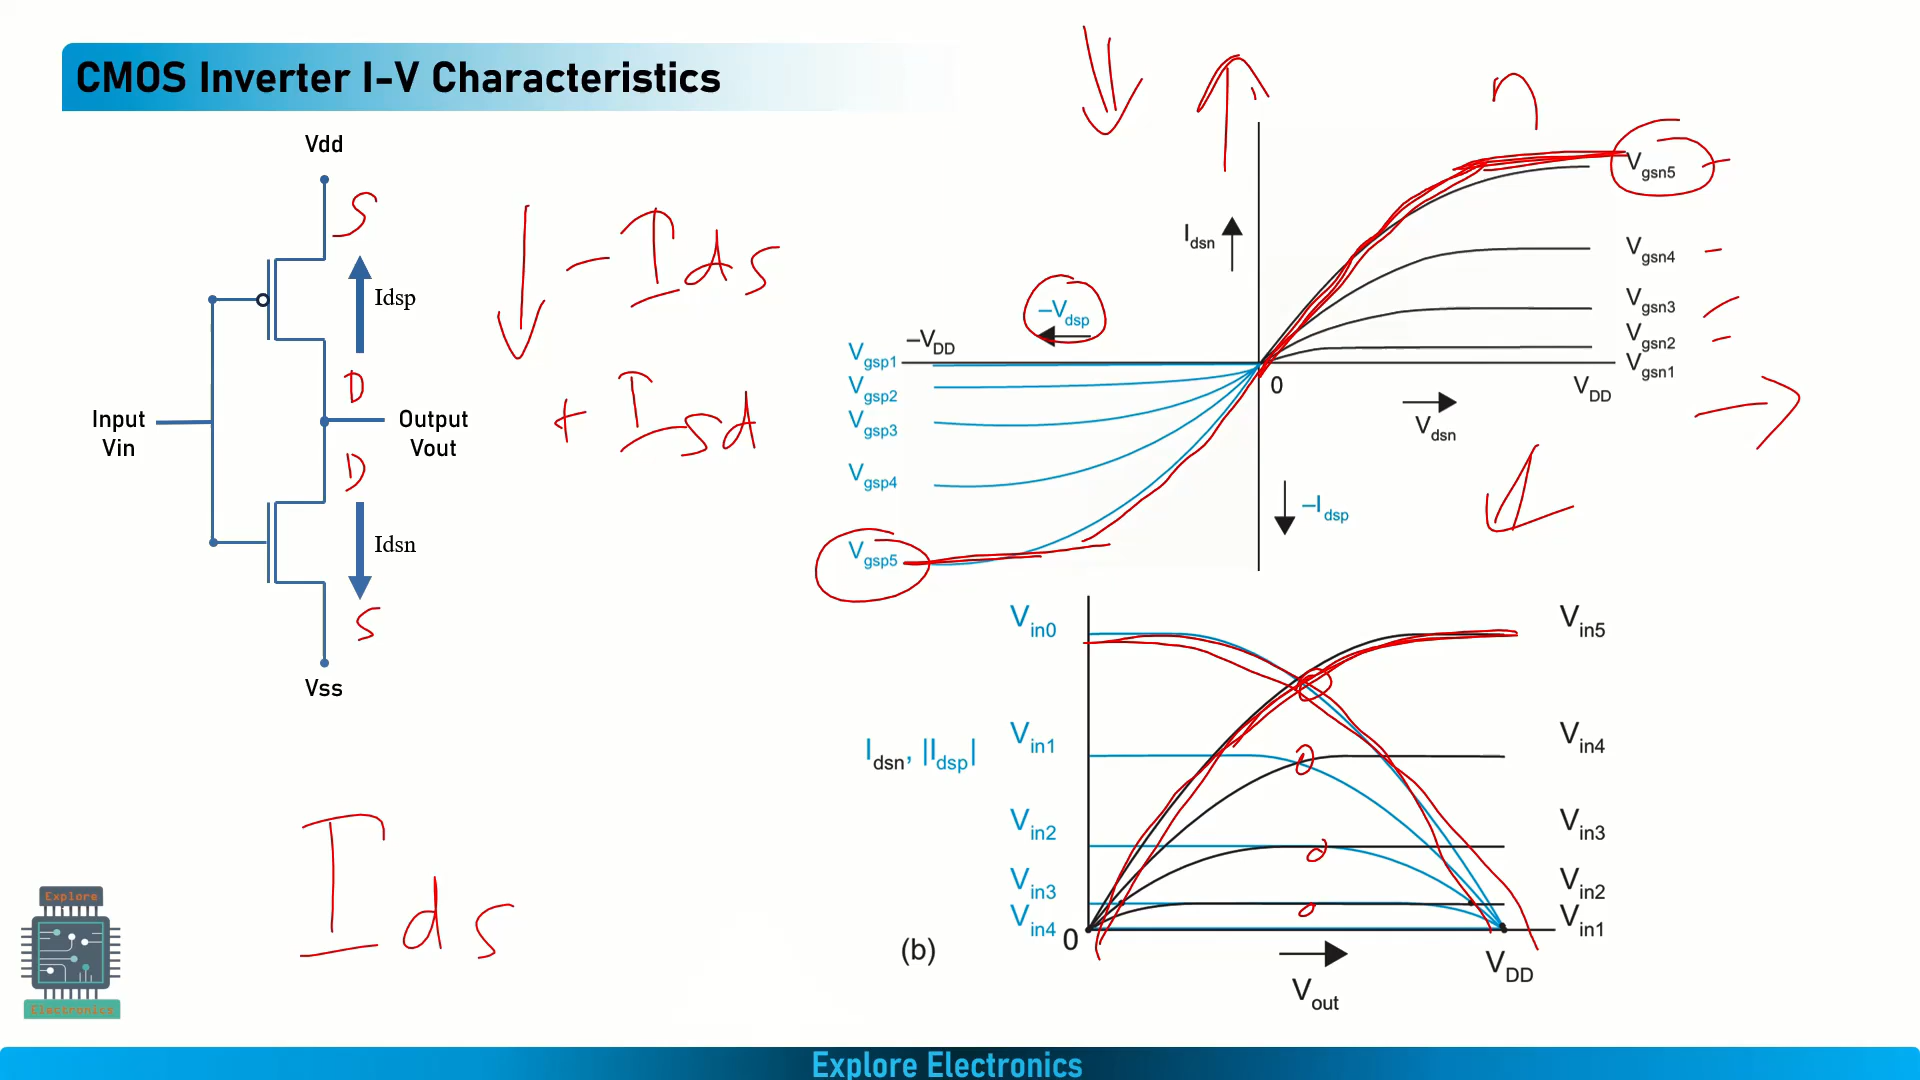 CMOS Inverter I-V Characteristics
Vdd
S
Idsp
D
Input
Vin
Output
Vout
D
Idsn
S
Vss
- Ids
+ Isd
Ids
n
Vgsn5
Idsn
Vgsn4
–Vdsp
Vgsn3
–VDD
Vgsn2
Vgsp1
Vgsn1
0
VDD
Vgsp2
Vdsn
Vgsp3
Vgsp4
–Idsp
Vgsp5
Vin0
Vin5
Vin1
Vin4
Idsn, |Idsp|
Vin2
Vin3
Vin3
Vin2
Vin4
Vin1
0
(b)
VDD
Vout
Explore
Electronics
Explore Electronics